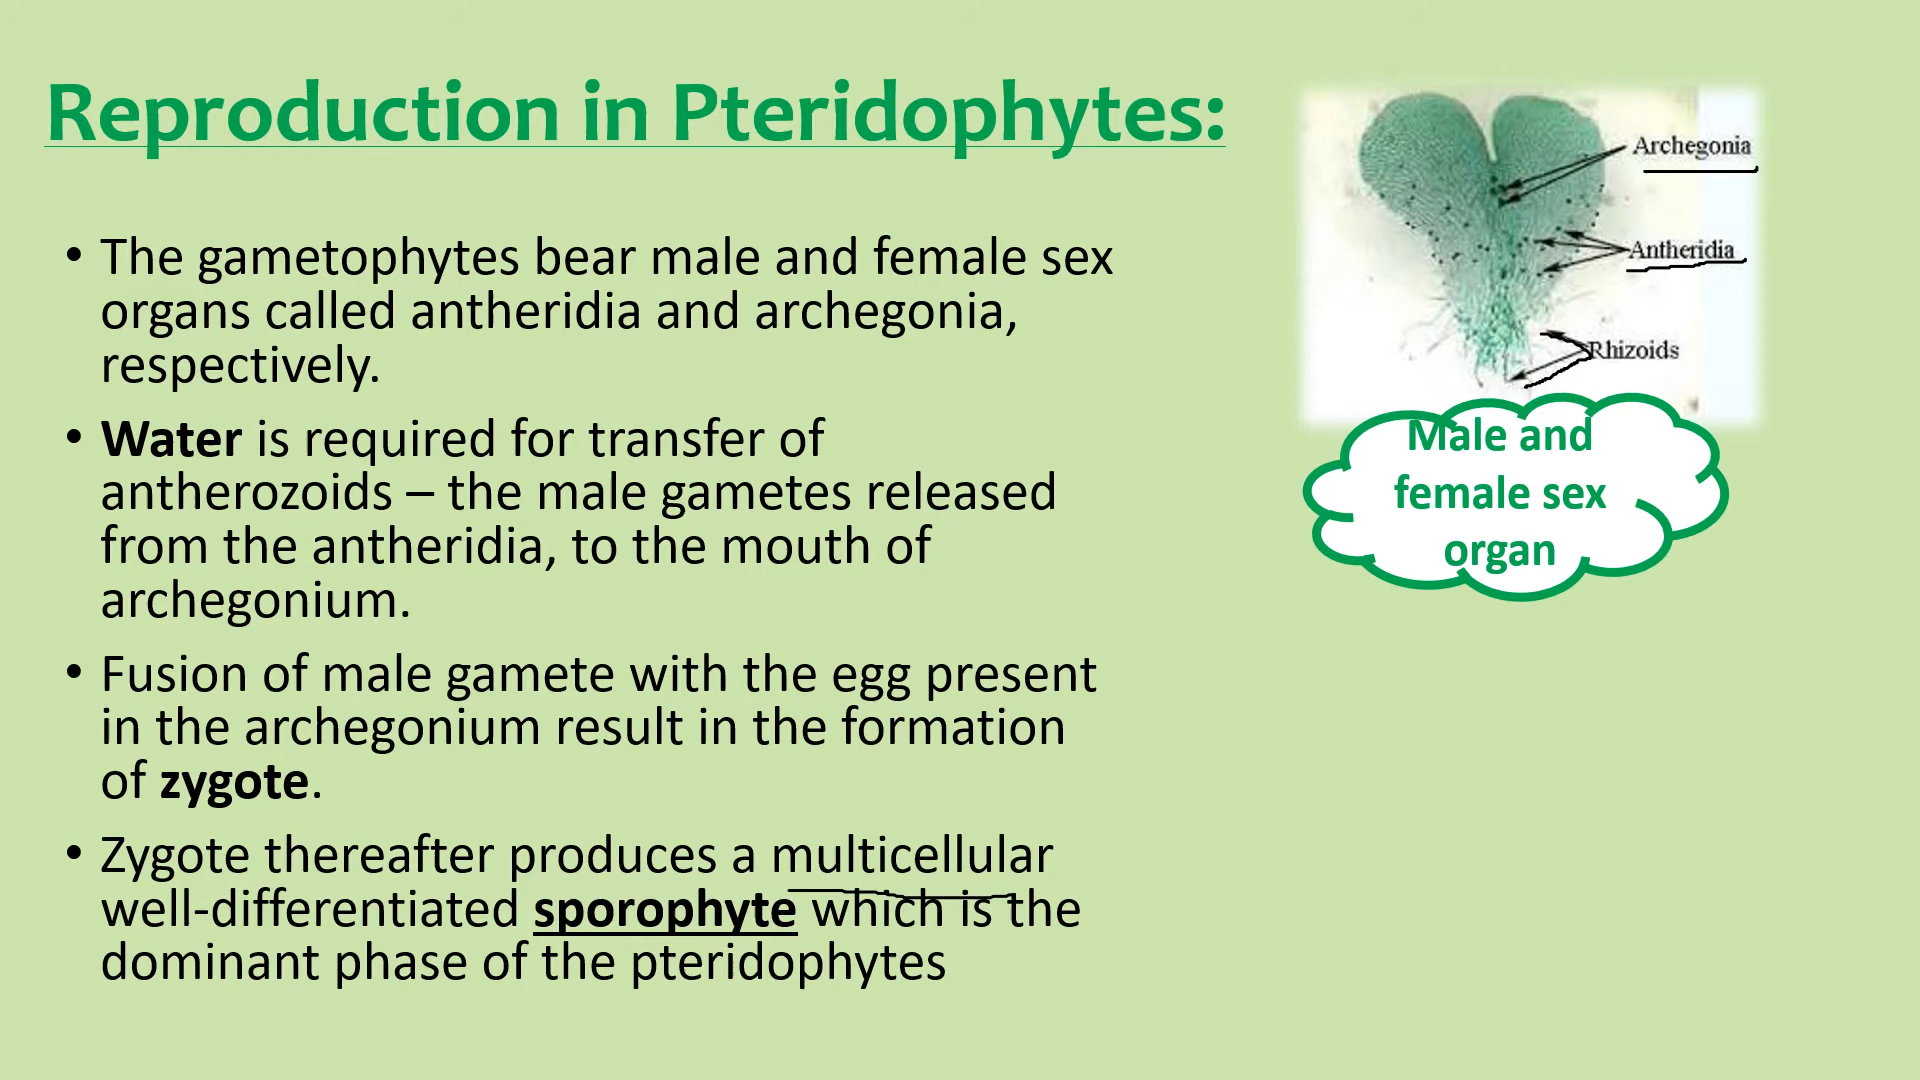 Reproduction in Pteridophytes:
• The gametophytes bear male and female sex
organs called antheridia and archegonia,
respectively.
• Water is required for transfer of
antherozoids – the male gametes released
from the antheridia, to the mouth of
archegonium.
• Fusion of male gamete with the egg present
in the archegonium result in the formation
of zygote.
• Zygote thereafter produces a multicellular
well-differentiated sporophyte which is the
dominant phase of the pteridophytes
Archegonia
Antheridia
Rhizoids
Male and
female sex
organ